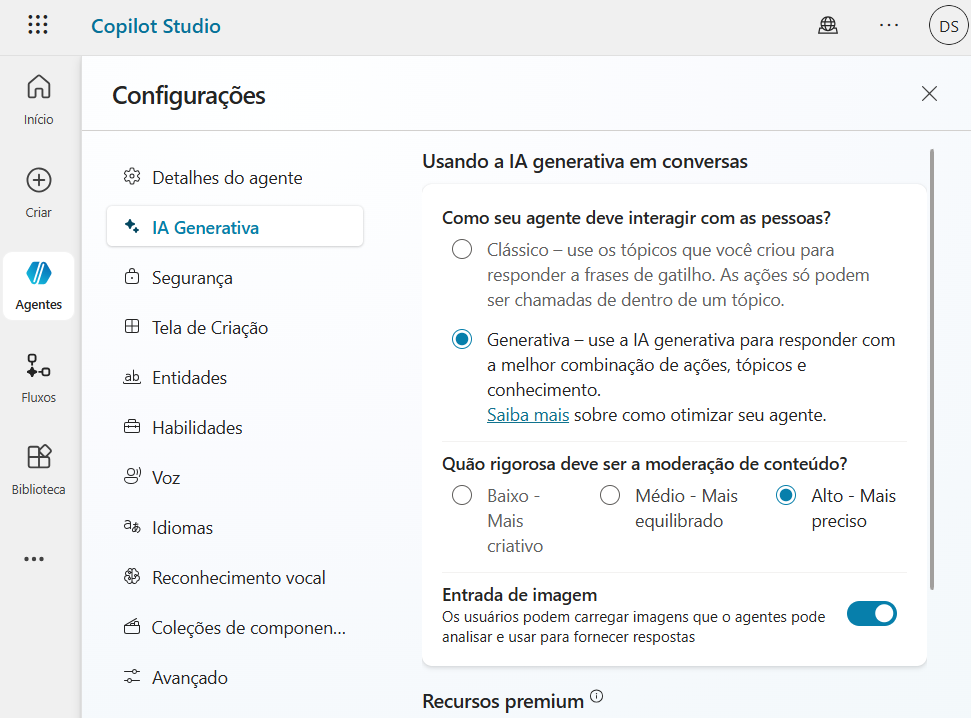 Copilot Studio
DS
Início
Criar
Agentes
Fluxos
Biblioteca
Configurações
Detalhes do agente
IA Generativa
Segurança
Tela de Criação
Entidades
Habilidades
Voz
Idiomas
Reconhecimento vocal
Coleções de componen...
Avançado
Usando a IA generativa em conversas
Como seu agente deve interagir com as pessoas?
Clássico – use os tópicos que você criou para
responder a frases de gatilho. As ações só podem
ser chamadas de dentro de um tópico.
Generativa – use a IA generativa para responder com
a melhor combinação de ações, tópicos e
conhecimento.
Saiba mais sobre como otimizar seu agente.
Quão rigorosa deve ser a moderação de conteúdo?
Baixo -
Mais
criativo
Médio - Mais
equilibrado
Alto - Mais
preciso
Entrada de imagem
Os usuários podem carregar imagens que o agentes pode
analisar e usar para fornecer respostas
Recursos premium